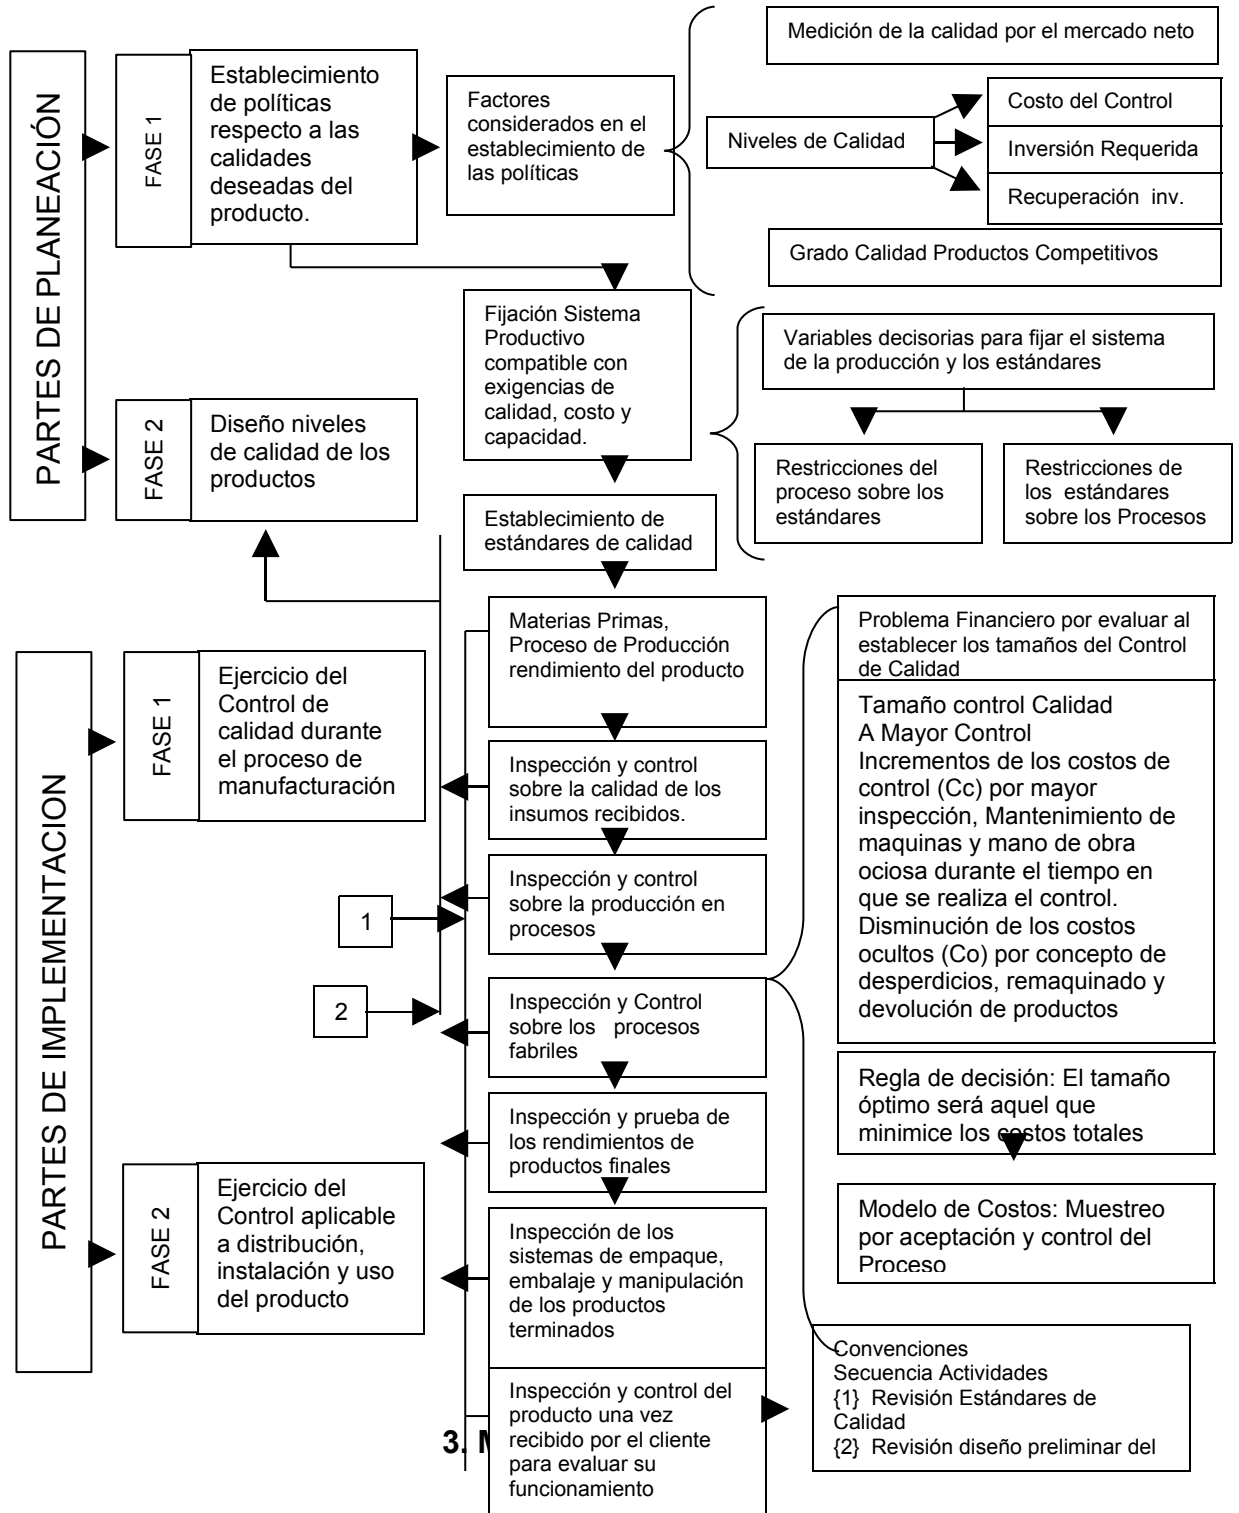 PARTES DE PLANEACIÓN
FASE 1
Establecimiento
de políticas
respecto a las
calidades
deseadas del
producto.
Factores
considerados en el
establecimiento de
las políticas
Medición de la calidad por el mercado neto
Niveles de Calidad
Costo del Control
Inversión Requerida
Recuperación inv.
Grado Calidad Productos Competitivos
Fijación Sistema
Productivo
compatible con
exigencias de
calidad, costo y
capacidad.
Variables decisorias para fijar el sistema
de la producción y los estándares
Restricciones del
proceso sobre los
estándares
Restricciones de
los estándares
sobre los Procesos
FASE 2
Diseño niveles
de calidad de los
productos
Establecimiento de
estándares de calidad
PARTES DE IMPLEMENTACION
FASE 1
Ejercicio del
Control de
calidad durante
el proceso de
manufacturación
Materias Primas,
Proceso de Producción
rendimiento del producto
Inspección y control
sobre la calidad de los
insumos recibidos.
Inspección y control
sobre la producción en
procesos
1
2
Inspección y Control
sobre los procesos
fabriles
Inspección y prueba de
los rendimientos de
productos finales
FASE 2
Ejercicio del
Control aplicable
a distribución,
instalación y uso
del producto
Inspección de los
sistemas de empaque,
embalaje y manipulación
de los productos
terminados
Inspección y control del
producto una vez
recibido por el cliente
para evaluar su
funcionamiento
3. M
Problema Financiero por evaluar al
establecer los tamaños del Control
de Calidad
Tamaño control Calidad
A Mayor Control
Incrementos de los costos de
control (Cc) por mayor
inspección, Mantenimiento de
maquinas y mano de obra
ociosa durante el tiempo en
que se realiza el control.
Disminución de los costos
ocultos (Co) por concepto de
desperdicios, remaquinado y
devolución de productos
Regla de decisión: El tamaño
óptimo será aquel que
minimice los costos totales
Modelo de Costos: Muestreo
por aceptación y control del
Proceso
Convenciones
Secuencia Actividades
{1} Revisión Estándares de
Calidad
{2} Revisión diseño preliminar del